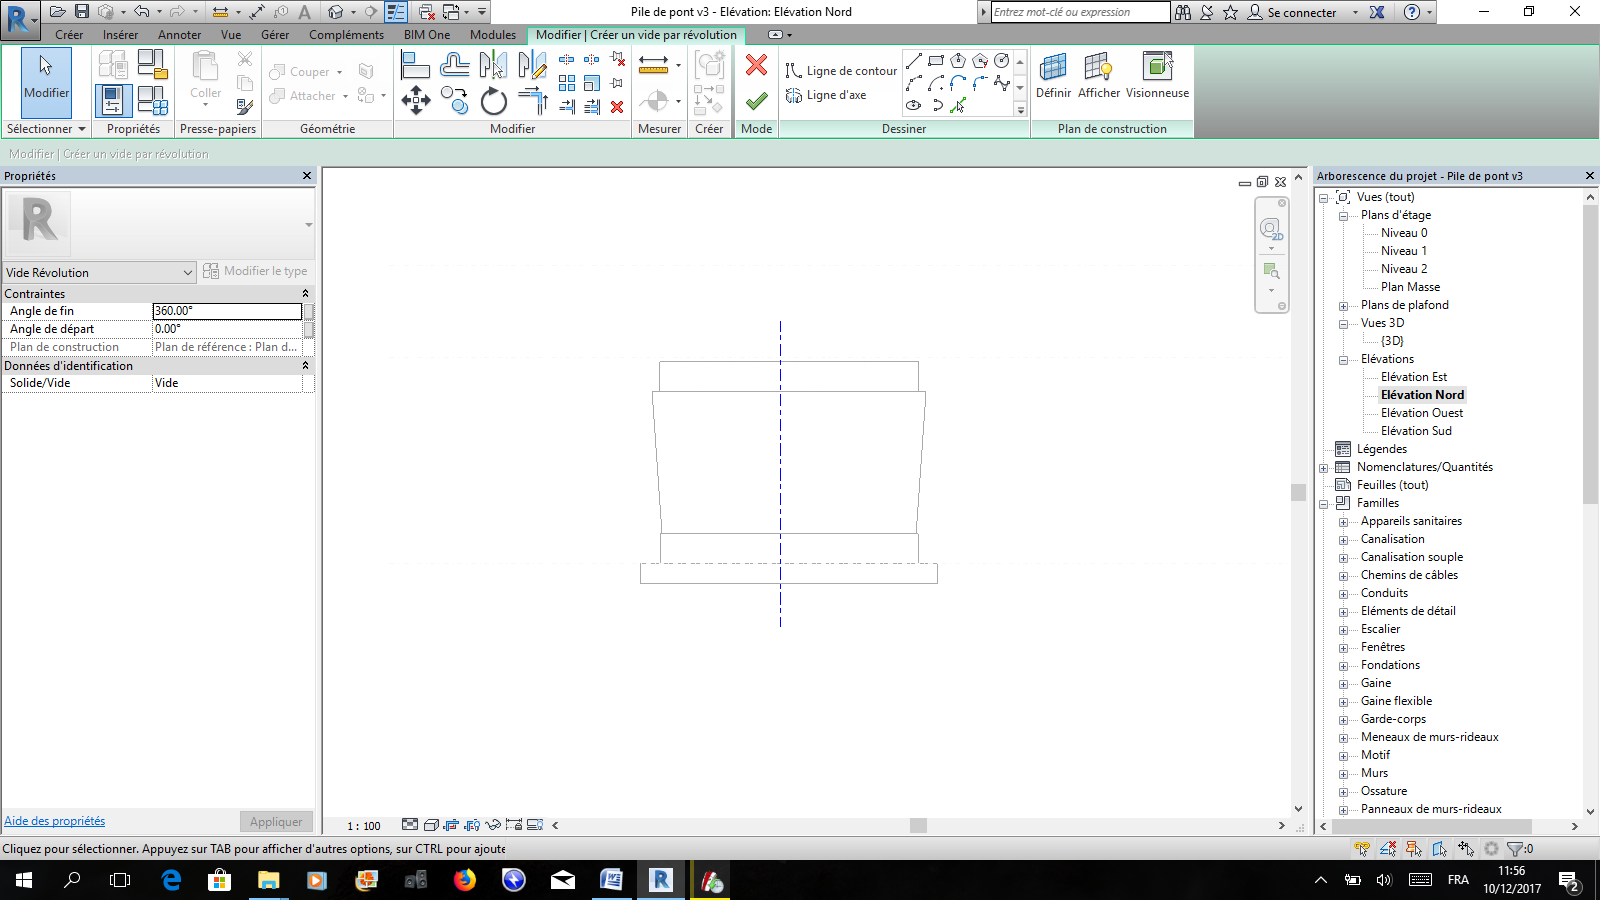 Pile de pont v3 - Elévation: Elévation Nord
Entrez mot-clé ou expression
Se connecter
Créer Insérer Annoter Vue Gérer Compléments BIM One Modules Modifier | Créer un vide par révolution
Modifier
Coller
Couper
Attacher
Ligne de contour
Ligne d'axe
Définir Afficher Visionneuse
Sélectionner Propriétés Presse-papiers Géométrie Modifier Mesurer Créer Mode Dessiner Plan de construction
Modifier | Créer un vide par révolution
Propriétés
Vide Révolution
Modifier le type
Contraintes
Angle de fin 360.00°
Angle de départ 0.00°
Plan de construction Plan de référence : Plan d...
Données d'identification
Solide/Vide Vide
Aide des propriétés
Appliquer
2D
1 : 100
Arborescence du projet - Pile de pont v3
Vues (tout)
Plans d'étage
Niveau 0
Niveau 1
Niveau 2
Plan Masse
Plans de plafond
Vues 3D
{3D}
Elévations
Elévation Est
Elévation Nord
Elévation Ouest
Elévation Sud
Légendes
Nomenclatures/Quantités
Feuilles (tout)
Familles
Appareils sanitaires
Canalisation
Canalisation souple
Chemins de câbles
Conduits
Eléments de détail
Escalier
Fenêtres
Fondations
Gaine
Gaine flexible
Garde-corps
Meneaux de murs-rideaux
Motif
Murs
Ossature
Panneaux de murs-rideaux
Cliquez pour sélectionner. Appuyez sur TAB pour afficher d'autres options, sur CTRL pour ajoute
:0
FRA
11:56
10/12/2017
2